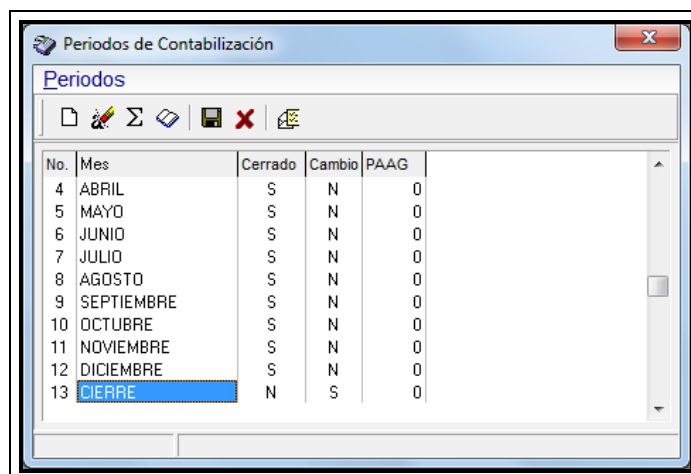 Periodos de Contabilización
Periodos
No. Mes Cerrado Cambio PAAG
4 ABRIL S N 0
5 MAYO S N 0
6 JUNIO S N 0
7 JULIO S N 0
8 AGOSTO S N 0
9 SEPTIEMBRE S N 0
10 OCTUBRE S N 0
11 NOVIEMBRE S N 0
12 DICIEMBRE S N 0
13 CIERRE N S 0